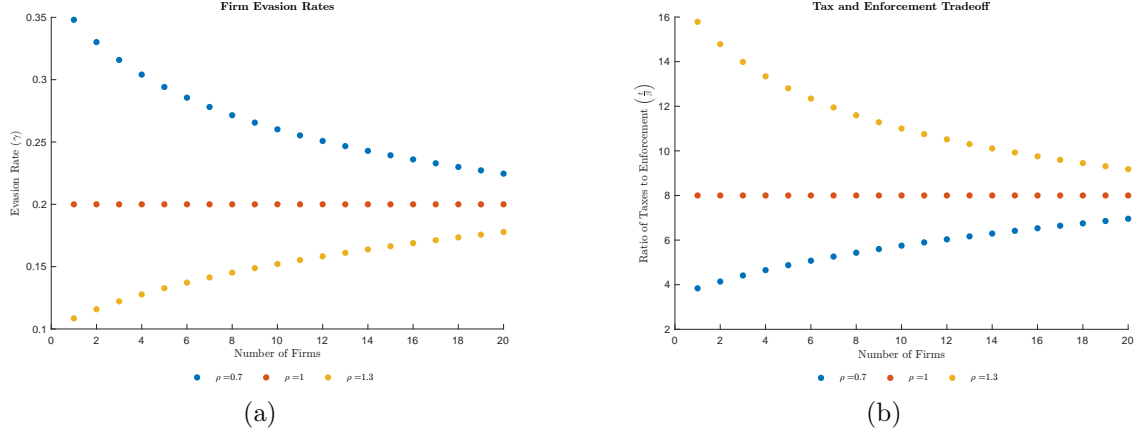 Firm Evasion Rates
0.35
0.3
0.25
0.2
0.15
0.1
Evasion Rate (γ)
0 2 4 6 8 10 12 14 16 18 20
Number of Firms
ρ =0.7 ρ =1 ρ =1.3
(a)
Tax and Enforcement Tradeoff
16
14
12
10
8
6
4
2
Ratio of Taxes to Enforcement (t/β)
0 2 4 6 8 10 12 14 16 18 20
Number of Firms
ρ =0.7 ρ =1 ρ =1.3
(b)